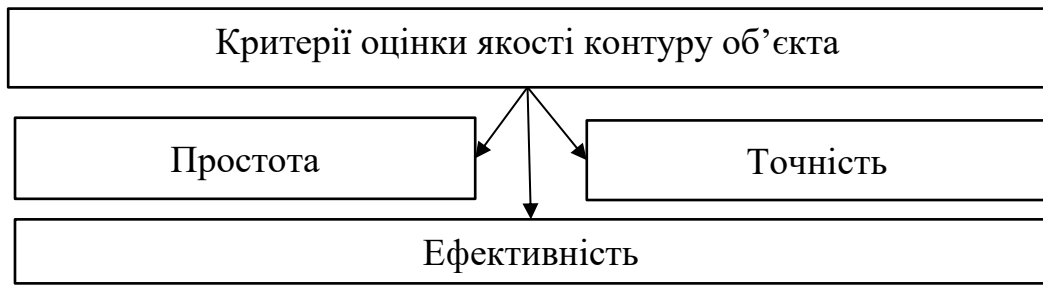 Критерії оцінки якості контуру об’єкта
Простота
Точність
Ефективність